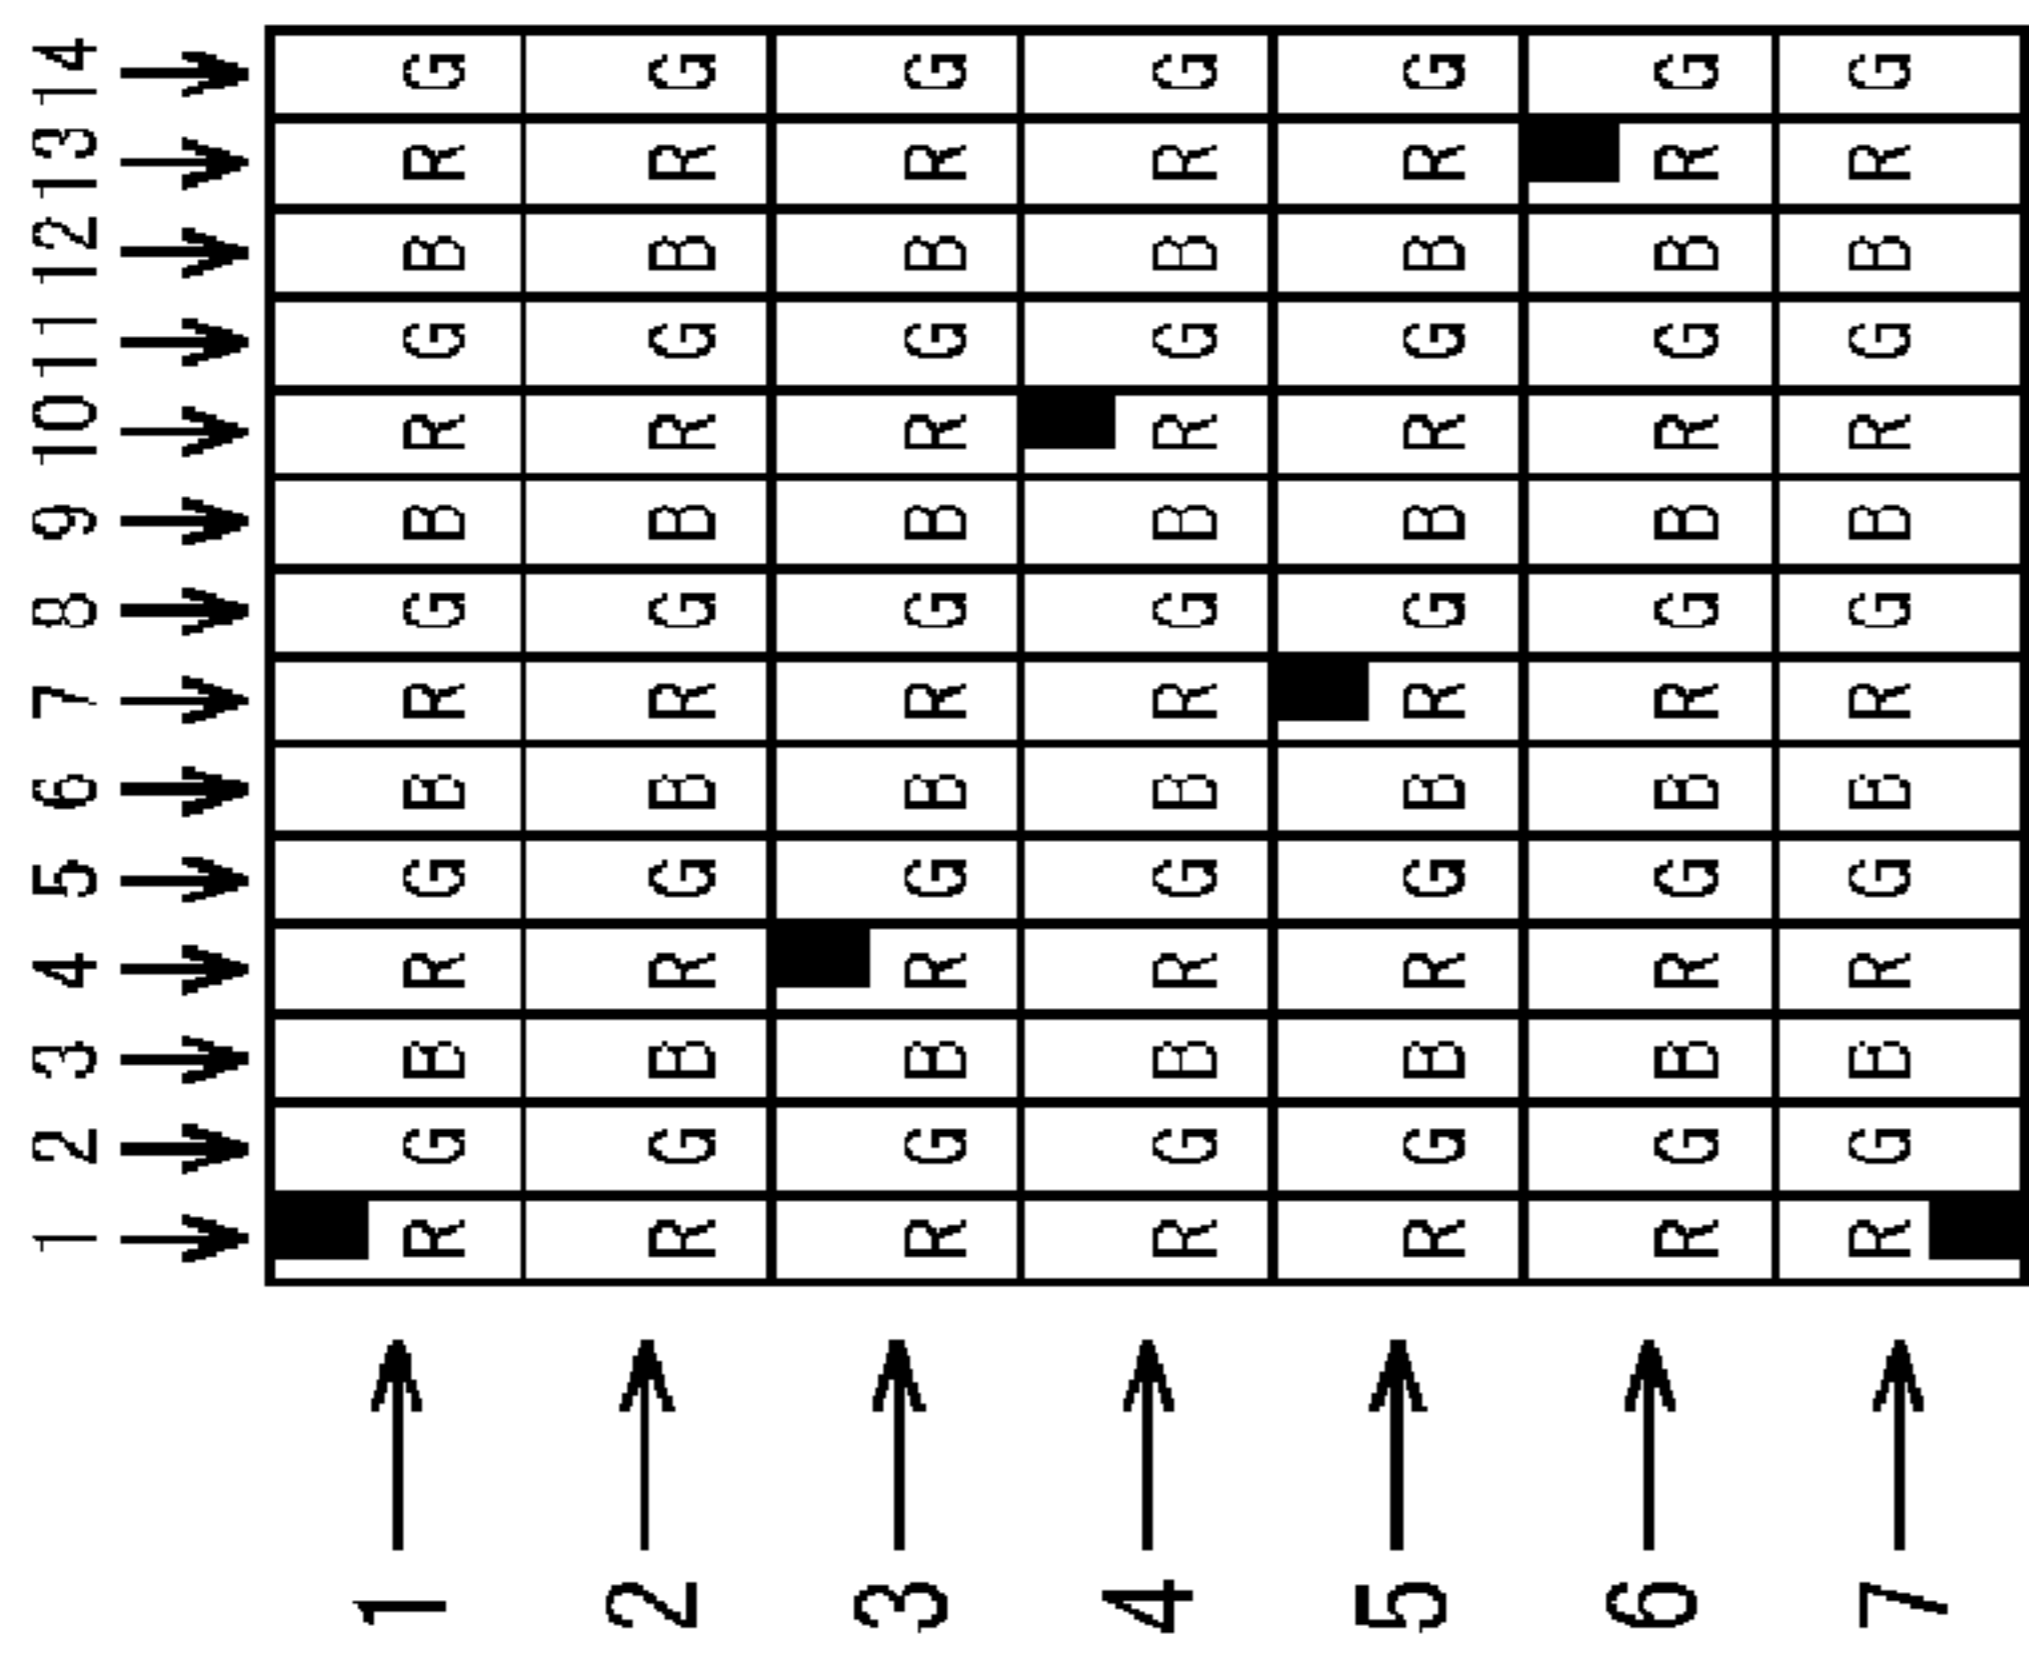 1 2 3 4 5 6 7 8 9 10 11 12 13 14
1 R G B R G B R G B R G B R G
2 R G B R G B R G B R G B R G
3 R G B R G B R G B R G B R G
4 R G B R G B R G B R G B R G
5 R G B R G B R G B R G B R G
6 R G B R G B R G B R G B R G
7 R G B R G B R G B R G B R G